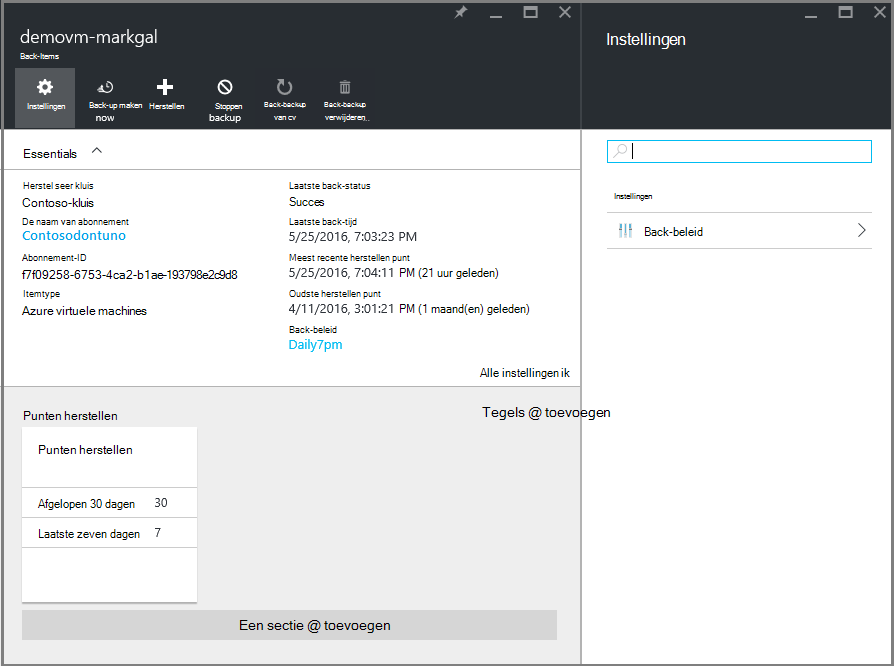 demovm-markgal
Back-Items
Instellingen
Back-up maken
now
Herstellen
Stoppen
backup
Back-backup
van cv
Back-backup
verwijderen..
Essentials
Herstel seer kluis
Contoso-kluis
De naam van abonnement
Contosodontuno
Abonnement-ID
f7f09258-6753-4ca2-b1ae-193798e2c9d8
Itemtype
Azure virtuele machines
Laatste back-status
Succes
Laatste back-tijd
5/25/2016, 7:03:23 PM
Meest recente herstellen punt
5/25/2016, 7:04:11 PM (21 uur geleden)
Oudste herstellen punt
4/11/2016, 3:01:21 PM (1 maand(en) geleden)
Back-beleid
Daily7pm
Alle instellingen ik
Punten herstellen
Tegels @ toevoegen
Punten herstellen
Afgelopen 30 dagen 30
Laatste zeven dagen 7
Een sectie @ toevoegen
Instellingen
Instellingen
Back-beleid